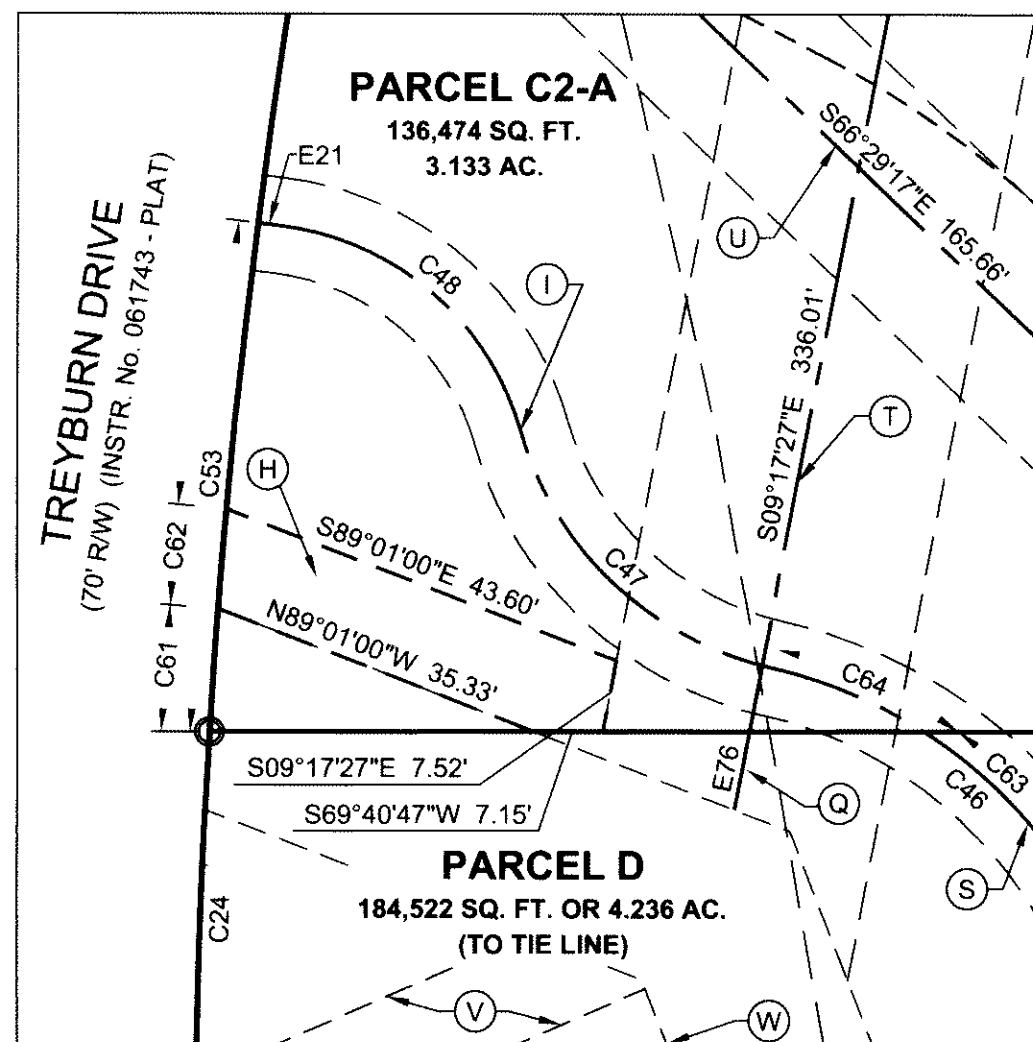 PARCEL C2-A
136,474 SQ. FT.
3.133 AC.
E21
TREYBURN DRIVE
(70' R/W) (INSTR. No. 061743 - PLAT)
S66°29'17"E 165.66'
U
C48
I
S09°17'27"E 336.01'
T
C53
H
C62
S89°01'00"E 43.60'
C47
N89°01'00"W 35.33'
C61
C64
S09°17'27"E 7.52'
E76
Q
C63
C46
S69°40'47"W 7.15'
S
PARCEL D
184,522 SQ. FT. OR 4.236 AC.
(TO TIE LINE)
C24
V
W